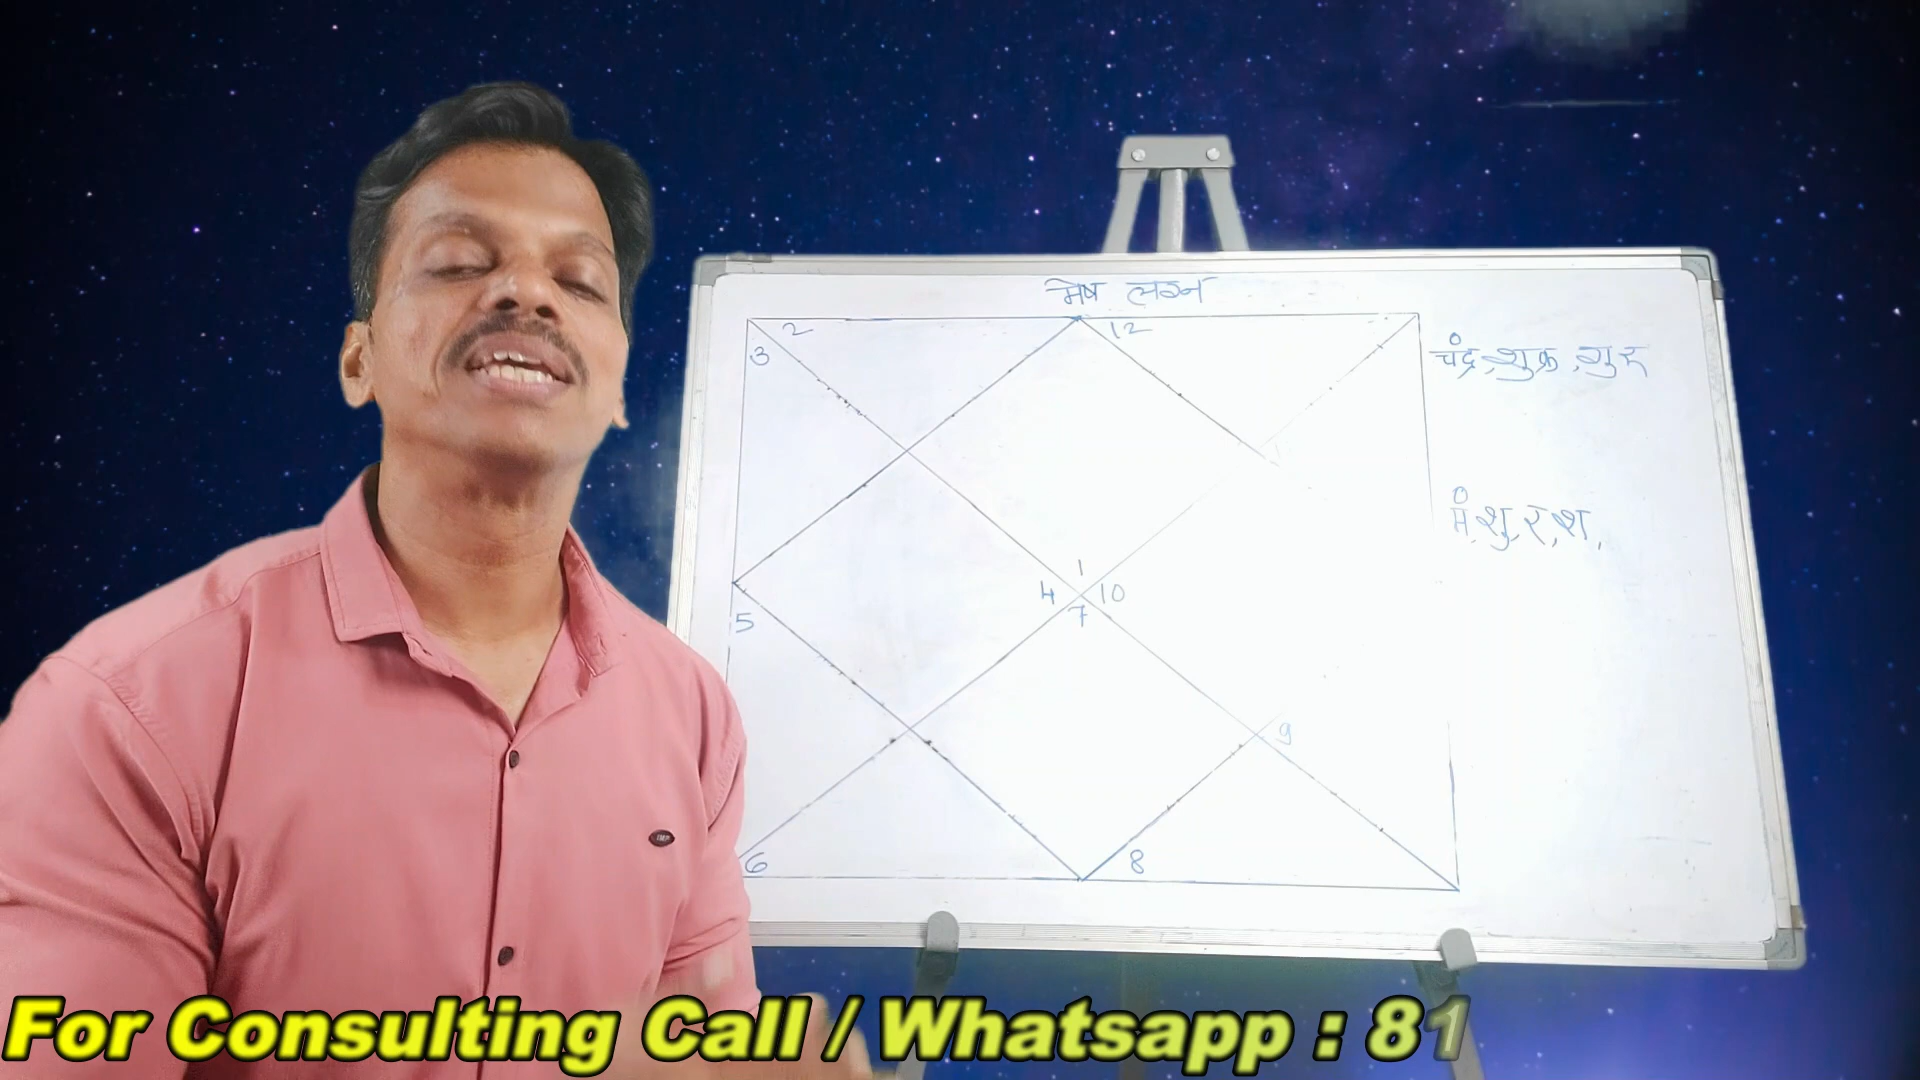 मेष लग्न
2 12
3
चंद्र, शुक्र, गुरु
मं, शु, र, श,
1
4 10
7
5
9
6 8
For Consulting Call / Whatsapp : 81